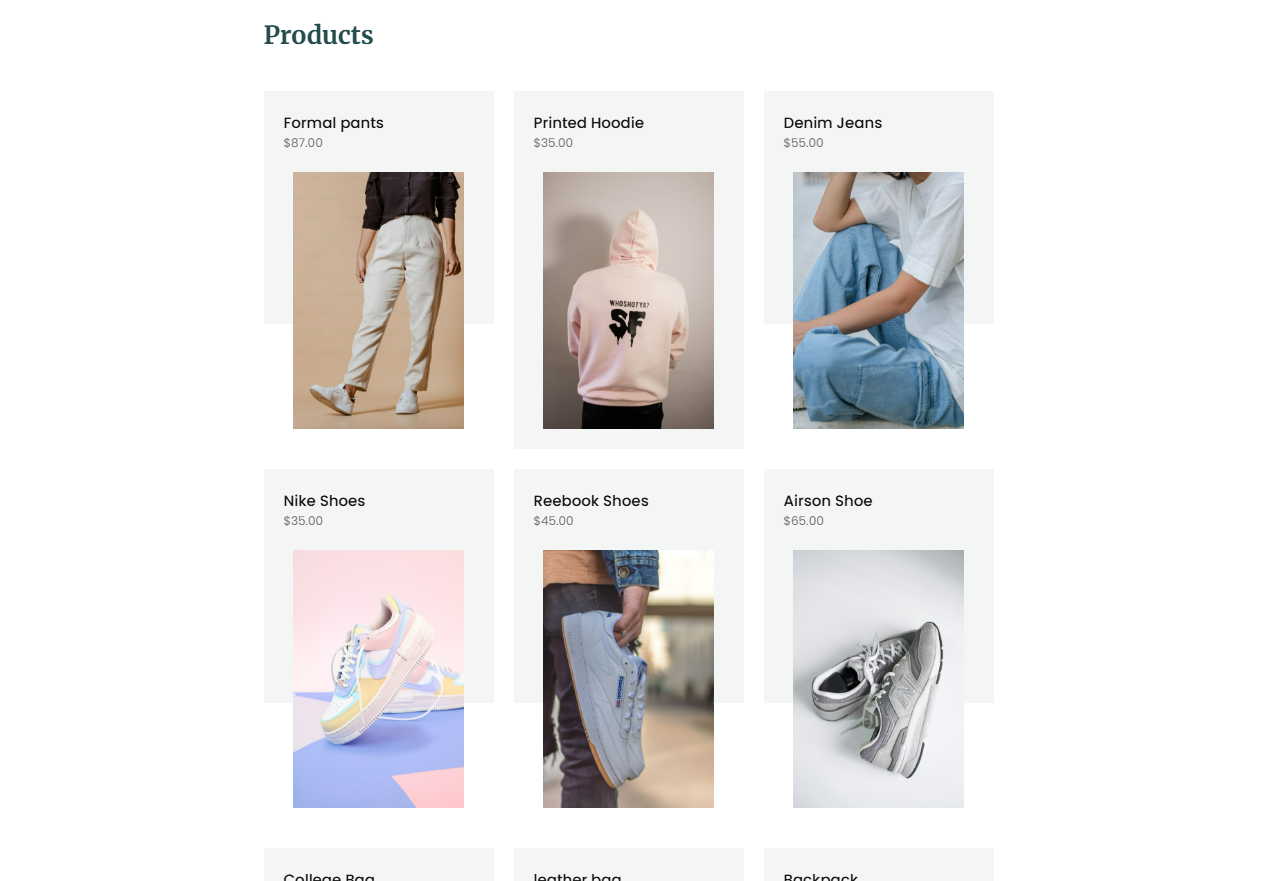 Products
Formal pants
$87.00
Printed Hoodie
$35.00
Denim Jeans
$55.00
WHOSHOTYA?
SF
Nike Shoes
$35.00
Reebook Shoes
$45.00
Airson Shoe
$65.00
Reebok
N
College Bag
leather bag
Backpack